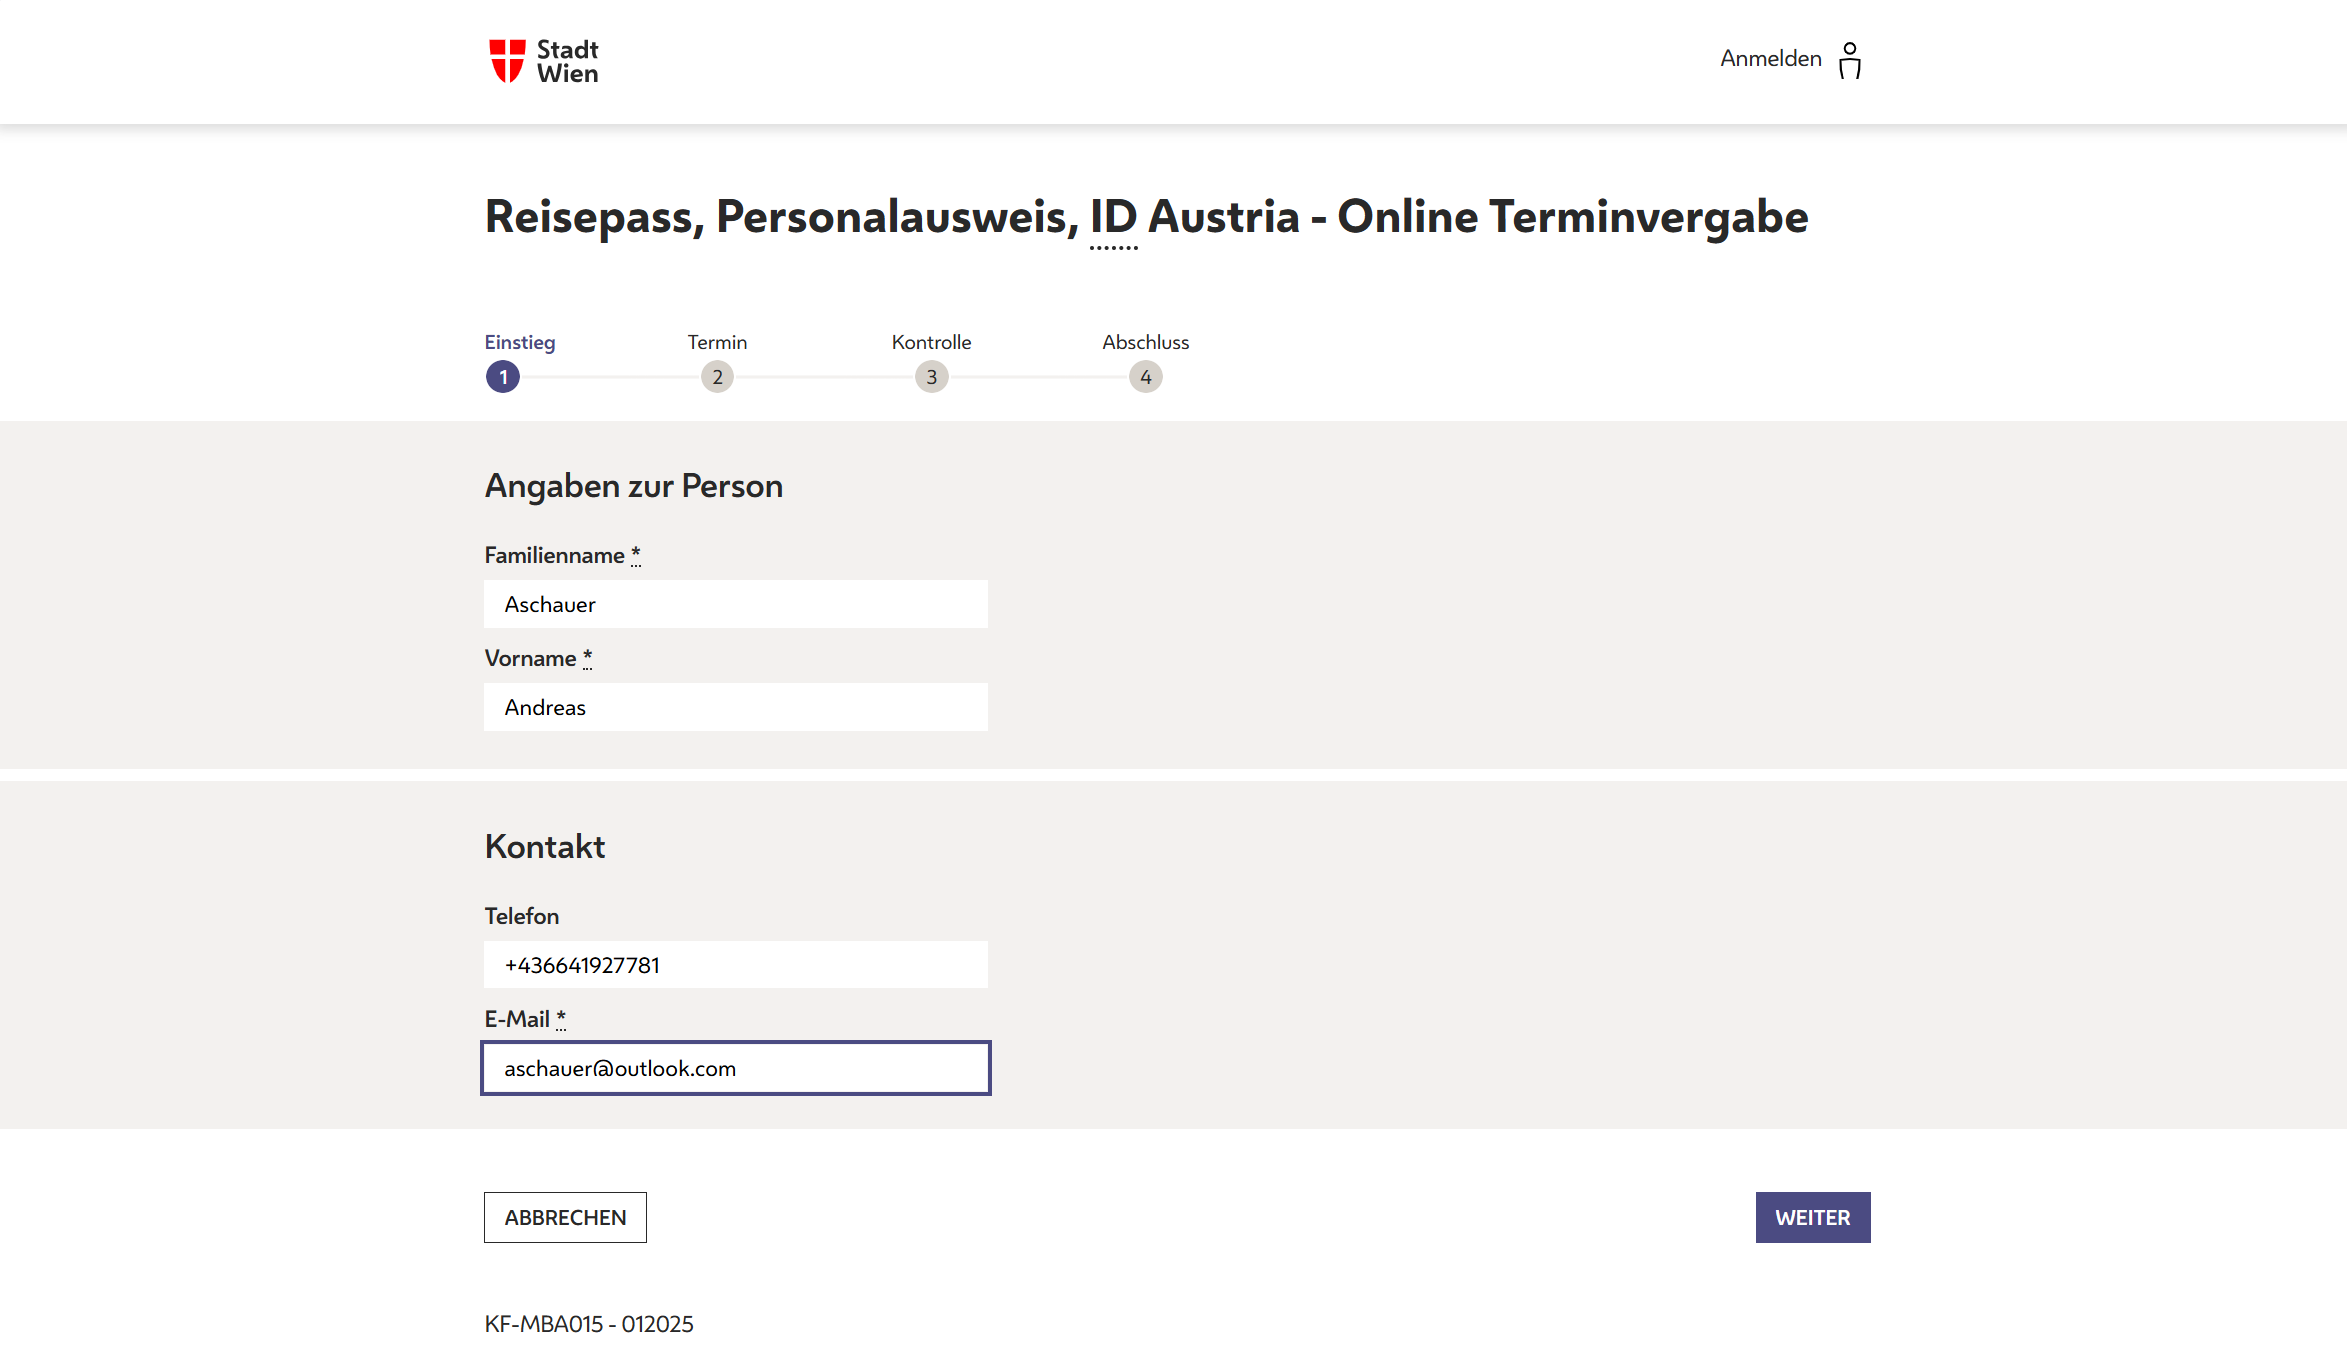 Stadt
Wien
Anmelden
Reisepass, Personalausweis, ID Austria - Online Terminvergabe
Einstieg
Termin
Kontrolle
Abschluss
1
2
3
4
Angaben zur Person
Familienname *
Aschauer
Vorname *
Andreas
Kontakt
Telefon
+436641927781
E-Mail *
aschauer@outlook.com
ABBRECHEN
WEITER
KF-MBA015 - 012025